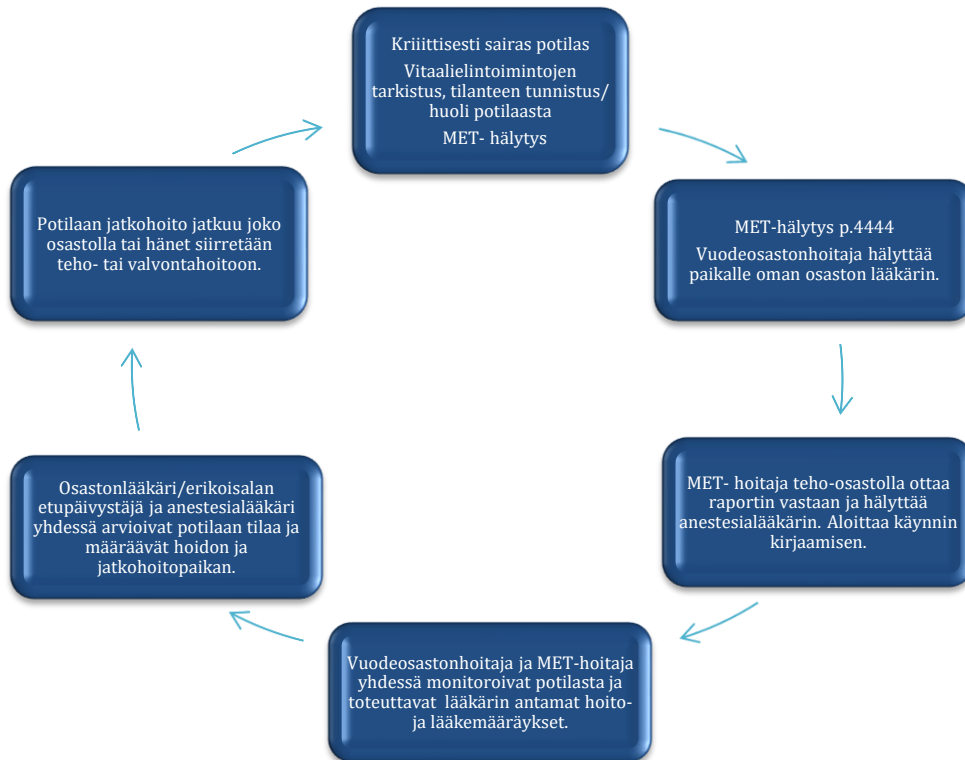 Kriittisesti sairas potilas
Vitaalielintoimintojen
tarkistus, tilanteen tunnistus/
huoli potilaasta
MET- hälytys
MET-hälytys p.4444
Vuodeosastonhoitaja hälyttää
paikalle oman osaston lääkärin.
MET- hoitaja teho-osastolla ottaa
raportin vastaan ja hälyttää
anestesialääkärin. Aloittaa käynnin
kirjaamisen.
Vuodeosastonhoitaja ja MET-hoitaja
yhdessä monitoroivat potilasta ja
toteuttavat lääkärin antamat hoito-
ja lääkemääräykset.
Osastonlääkäri/erikoisalan
etupäivystäjä ja anestesialääkäri
yhdessä arvioivat potilaan tilaa ja
määräävät hoidon ja
jatkohoitopaikan.
Potilaan jatkohoito jatkuu joko
osastolla tai hänet siirretään
teho- tai valvontahoitoon.